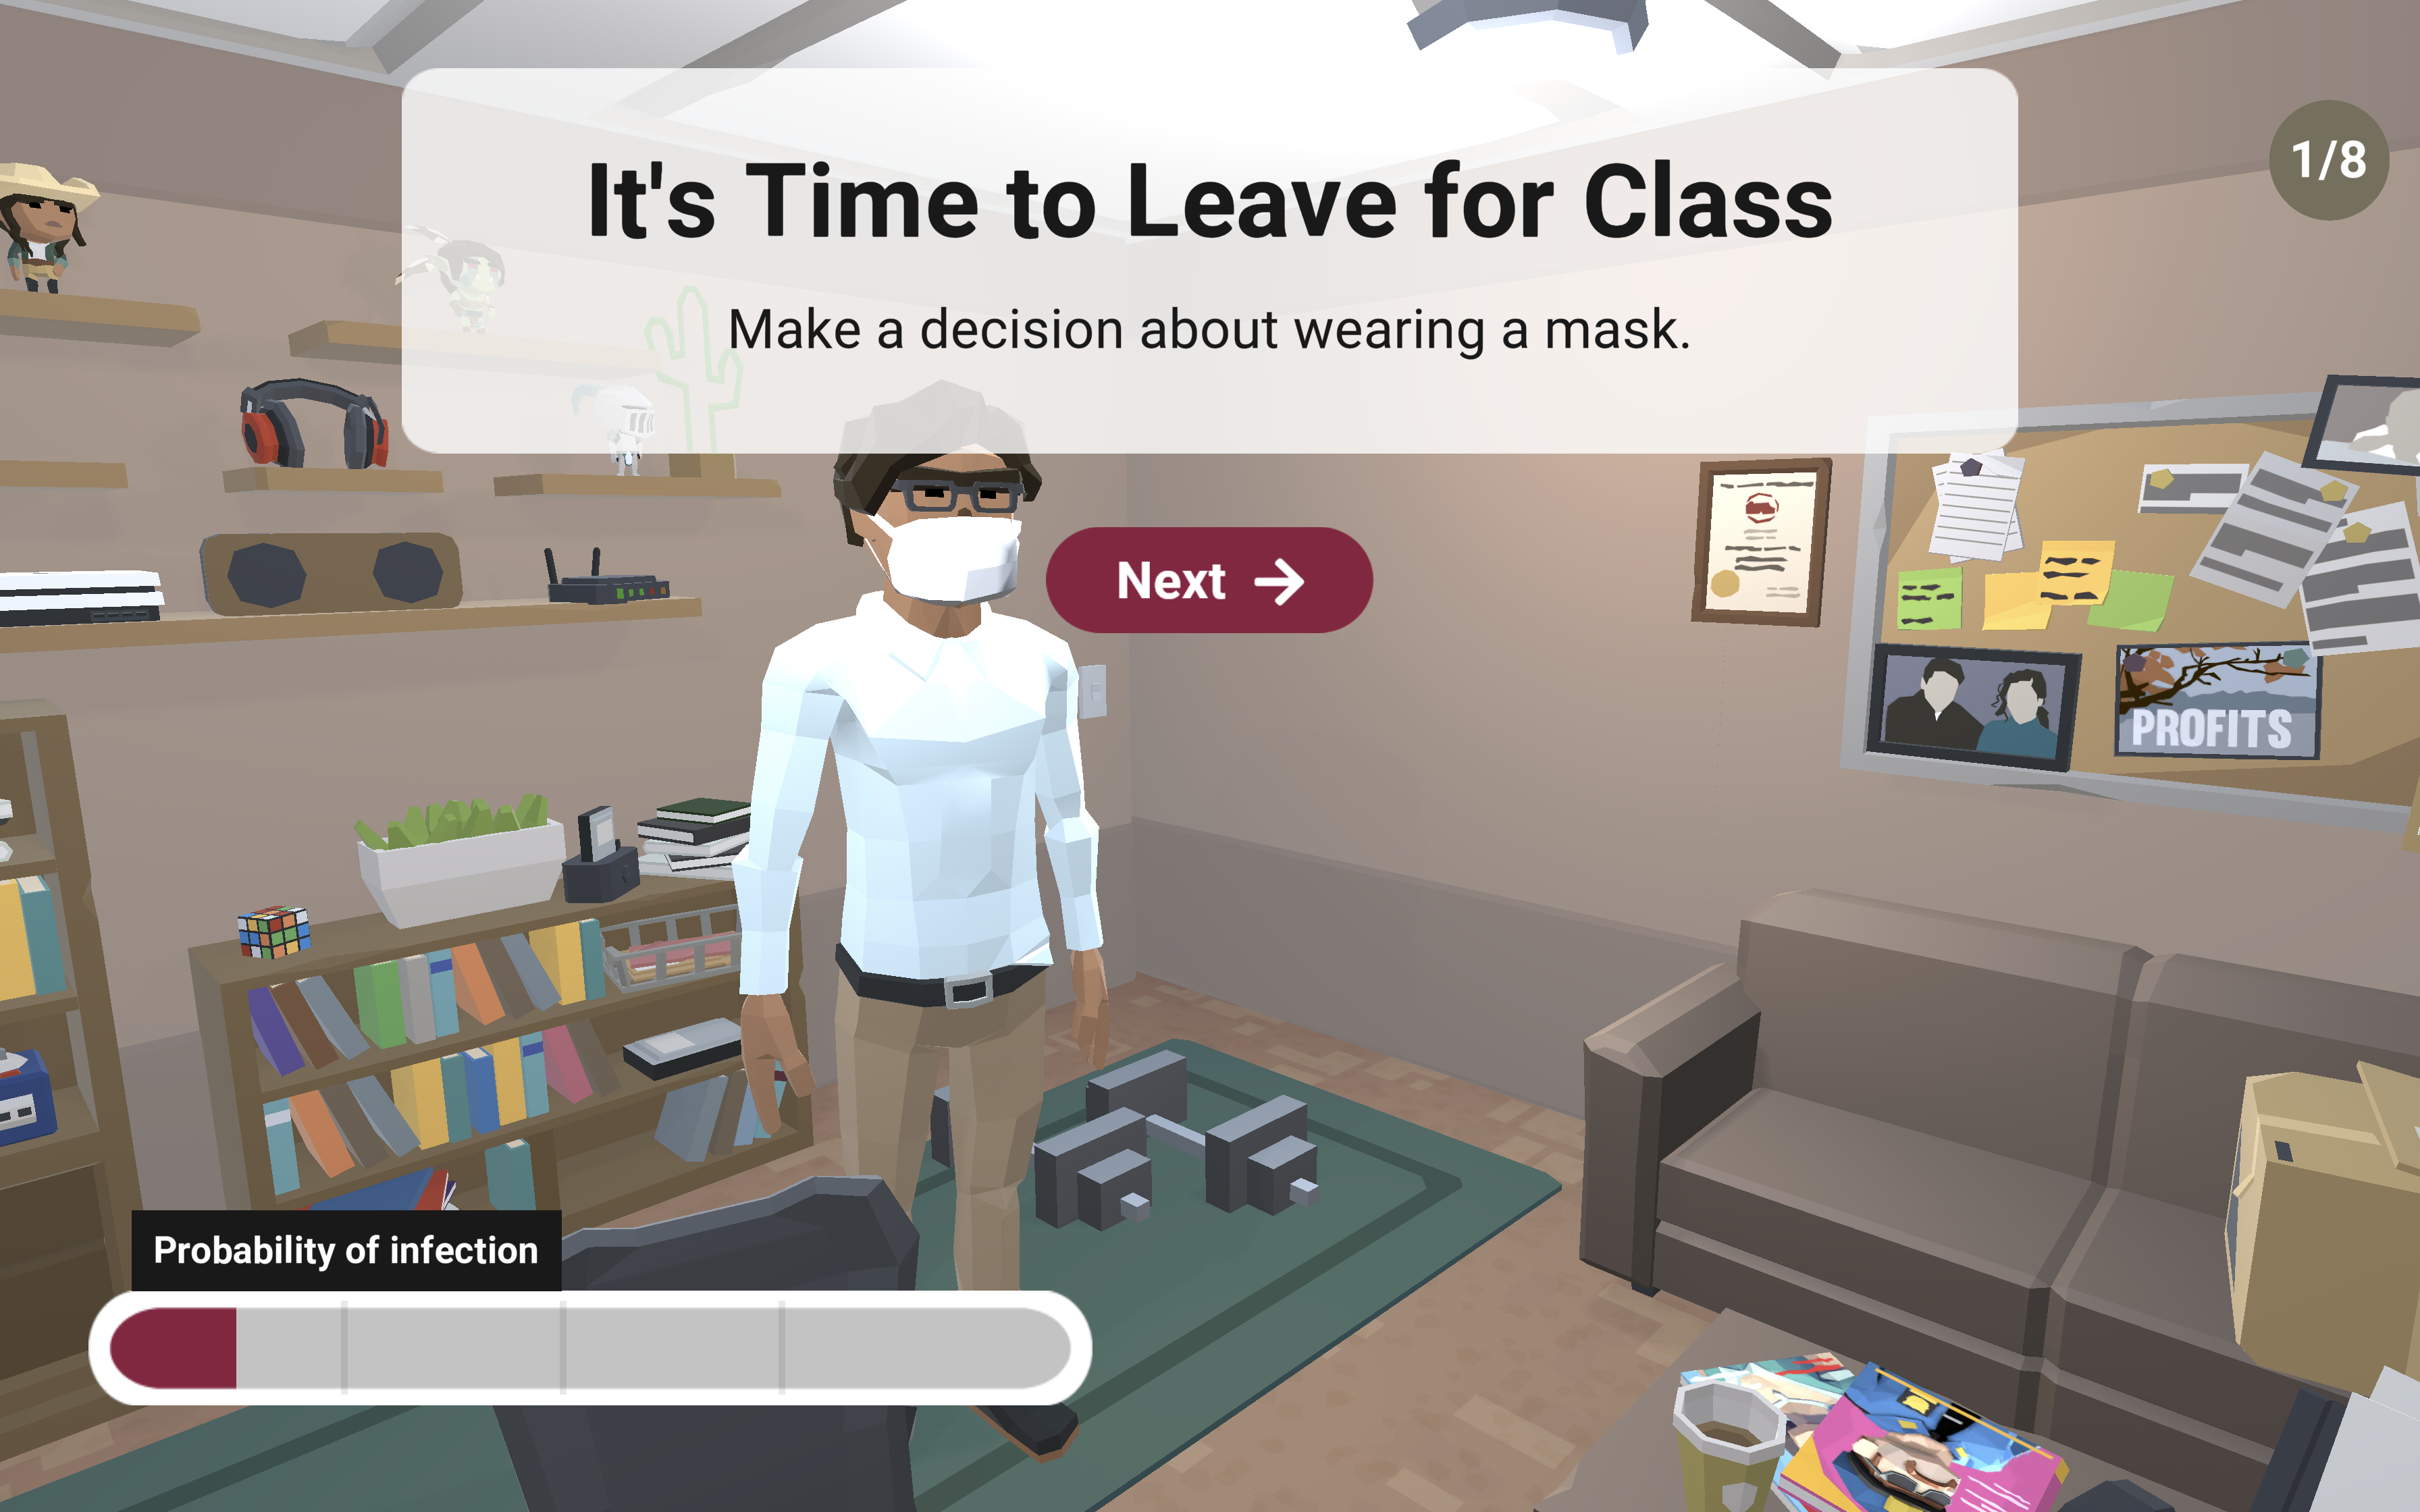 It's Time to Leave for Class
1/8
Make a decision about wearing a mask.
Next
PROFITS
Probability of infection